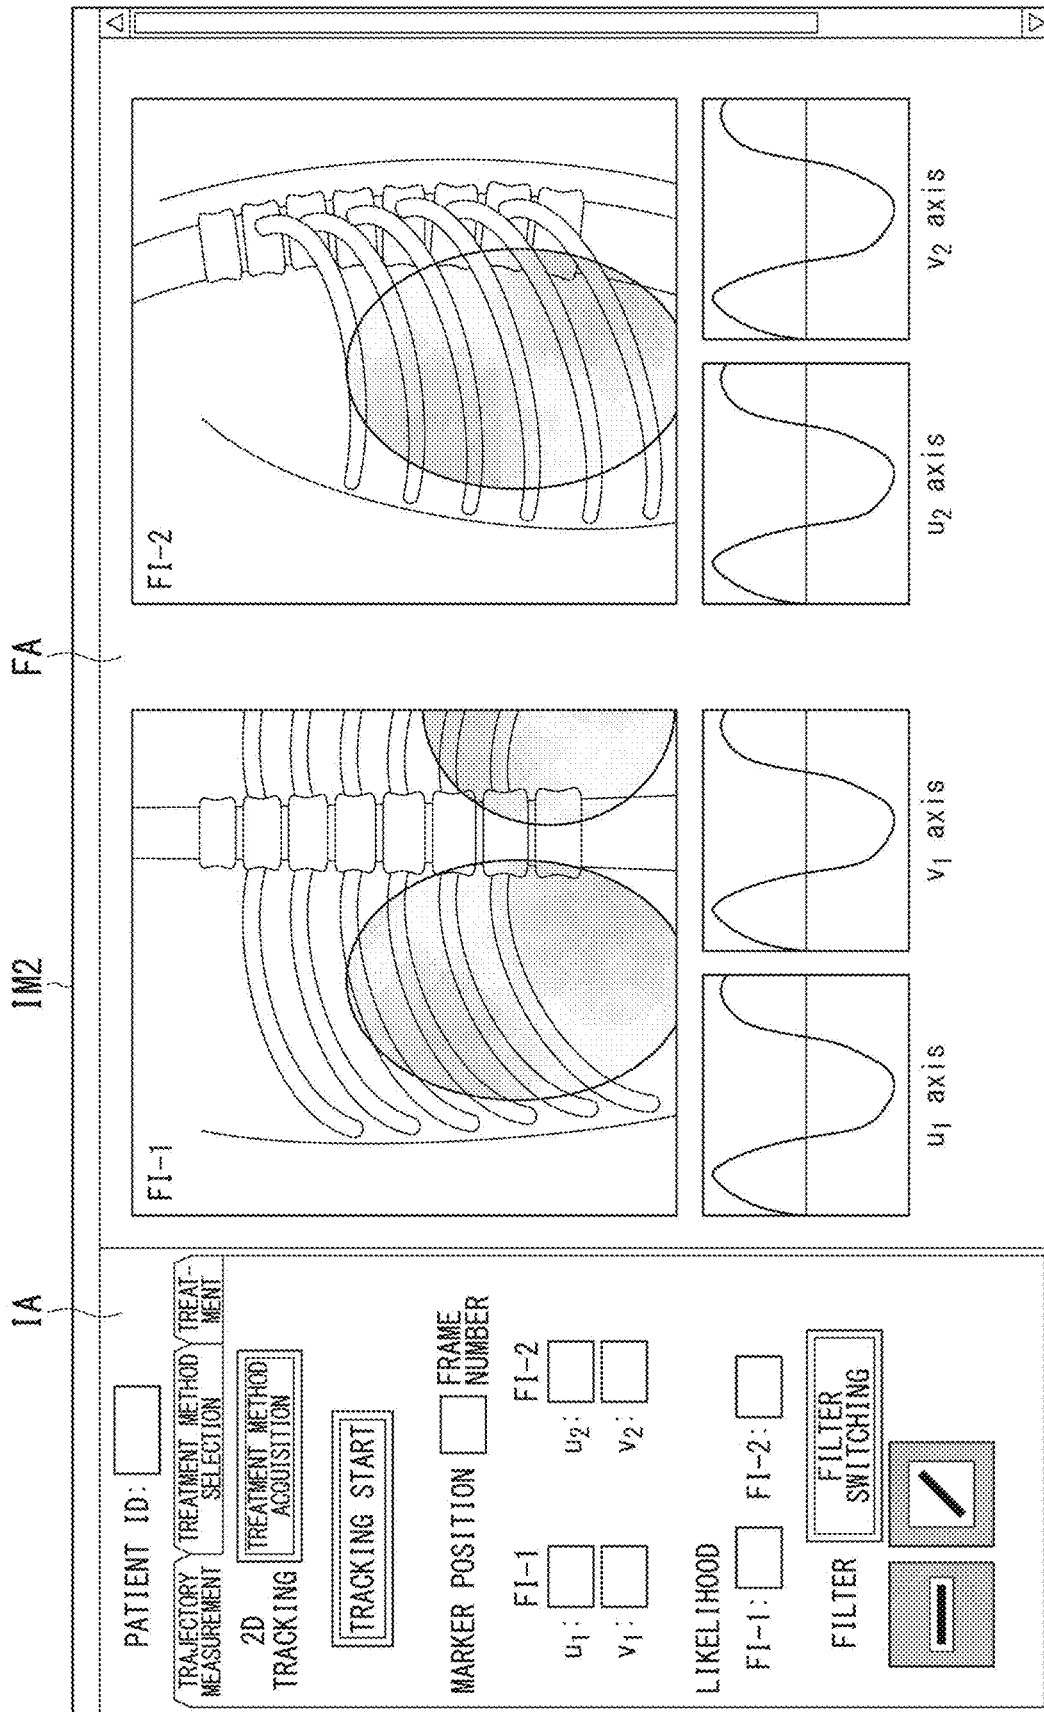 IA
IM2
FA
PATIENT ID:
TRAJECTORY
MEASUREMENT
TREATMENT METHOD
SELECTION
TREAT-
MENT
2D
TRACKING
TREATMENT METHOD
ACQUISITION
TRACKING START
MARKER POSITION
FRAME
NUMBER
FI-1
FI-2
u₁:
u₂:
v₁:
v₂:
LIKELIHOOD
FI-1:
FI-2:
FILTER
FILTER
SWITCHING
FI-1
FI-2
u₁ axis
v₁ axis
u₂ axis
v₂ axis